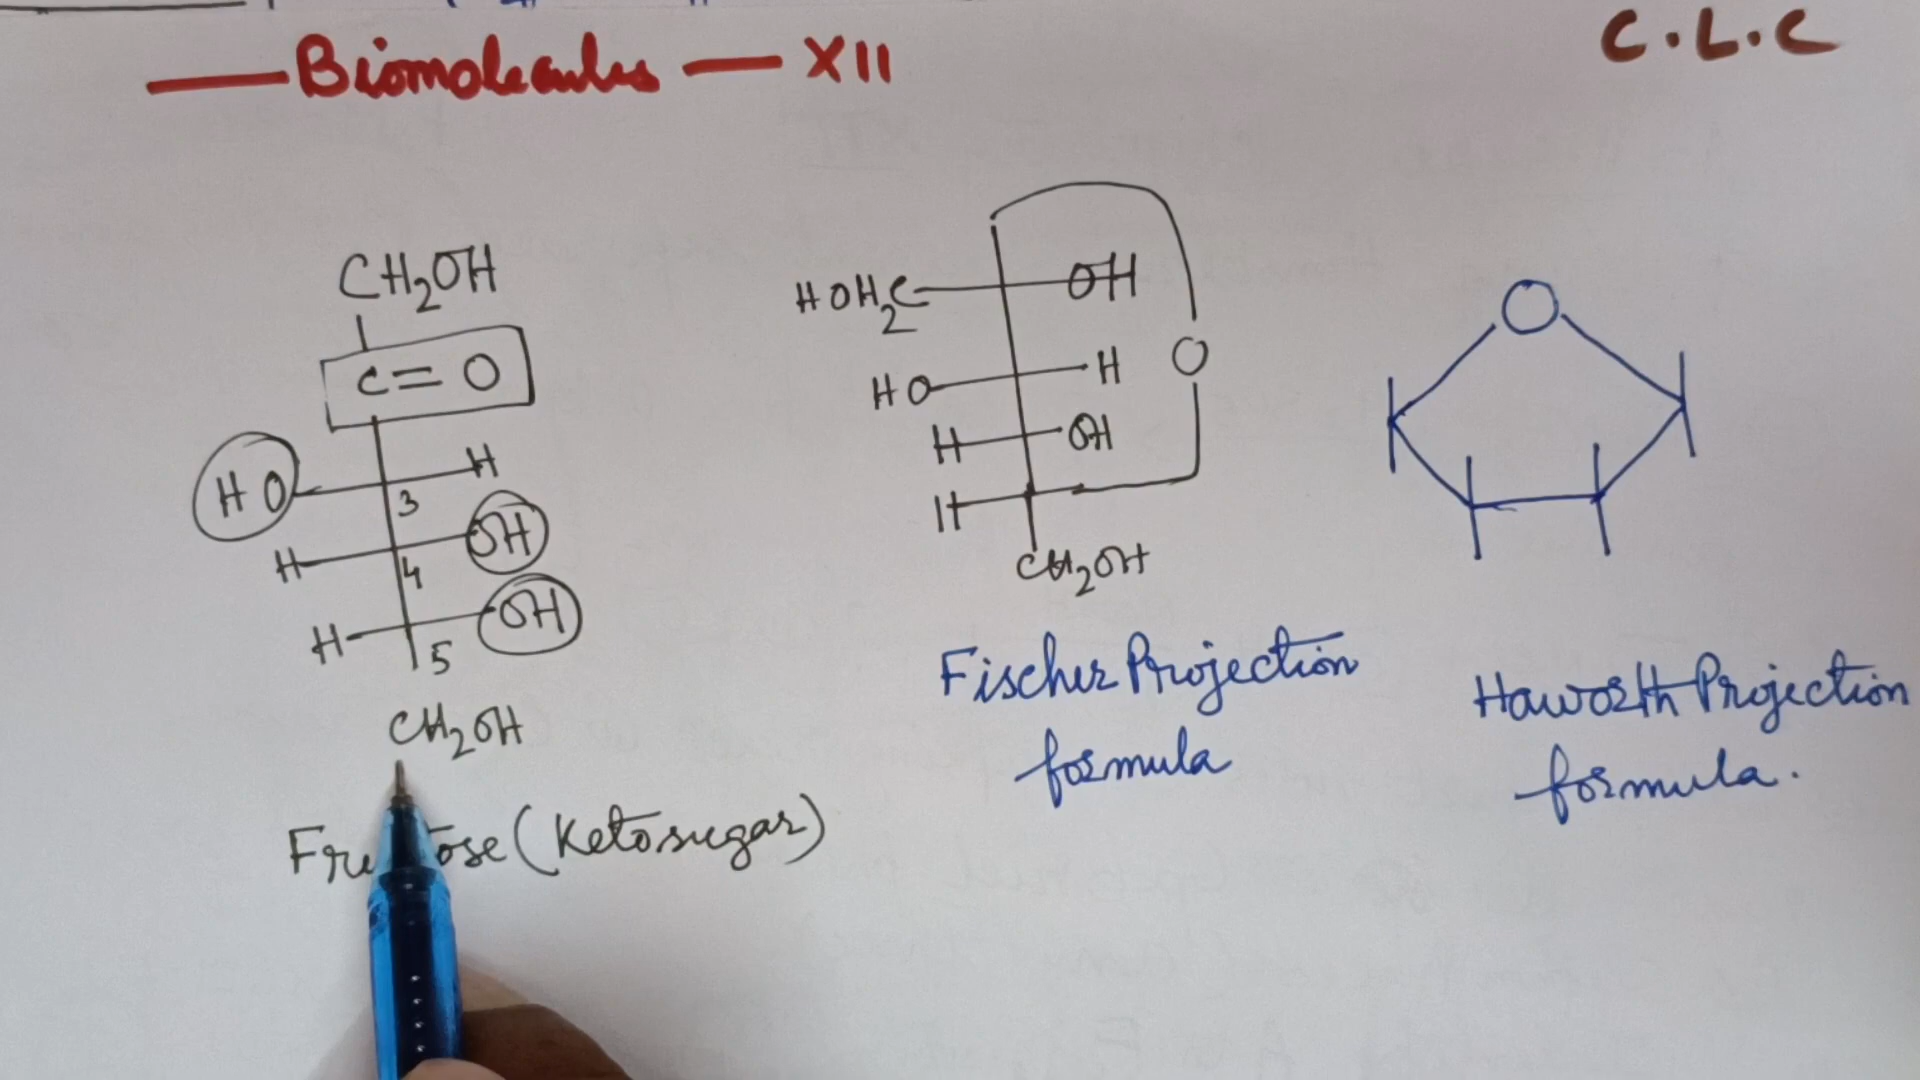 Biomolecules — XII
C.L.C
CH2OH
C=O
HO H
3
H OH
4
H OH
5
CH2OH
Fructose (Ketosugar)
HOH2C OH
HO H
O
H OH
H
CH2OH
Fischer Projection
formula
O
Haworth Projection
formula.